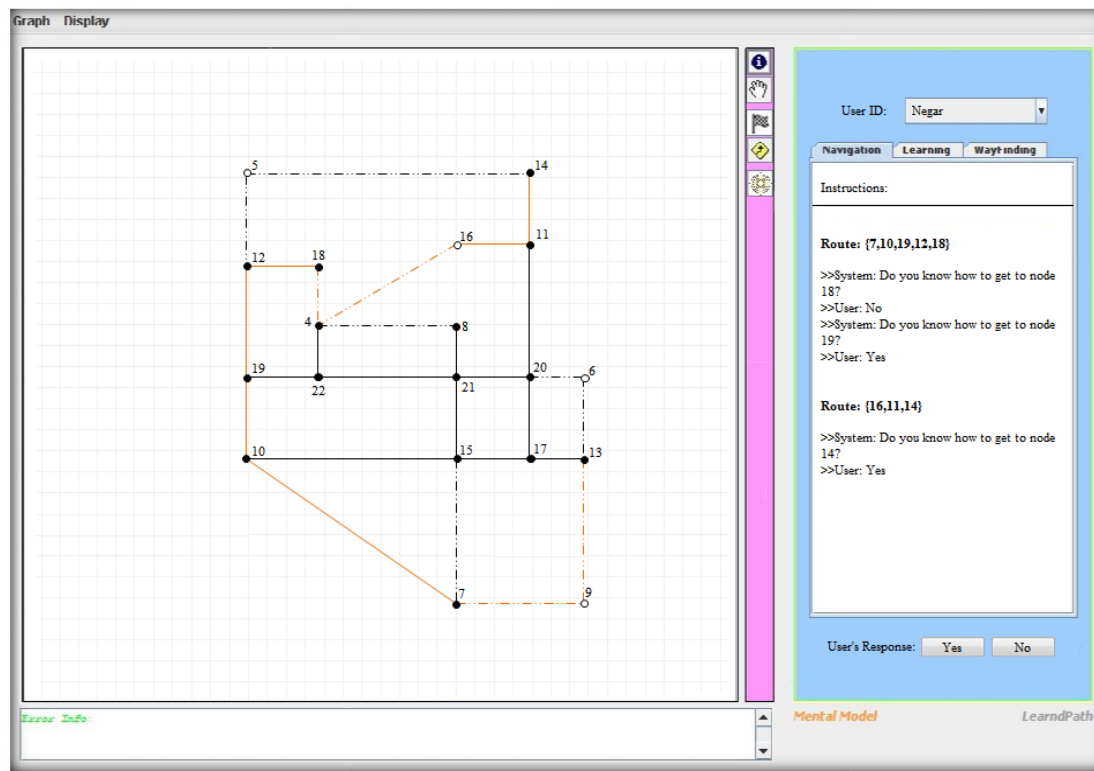 Graph Display
5
14
16
11
12
18
4
8
19
22
21
20
6
10
15
17
13
7
9
User ID: Negar
Navigation Learning WayFinding
Instructions:
Route: {7,10,19,12,18}
>>System: Do you know how to get to node
18?
>>User: No
>>System: Do you know how to get to node
19?
>>User: Yes
Route: {16,11,14}
>>System: Do you know how to get to node
14?
>>User: Yes
User's Response: Yes No
Error Info:
Mental Model LearndPath